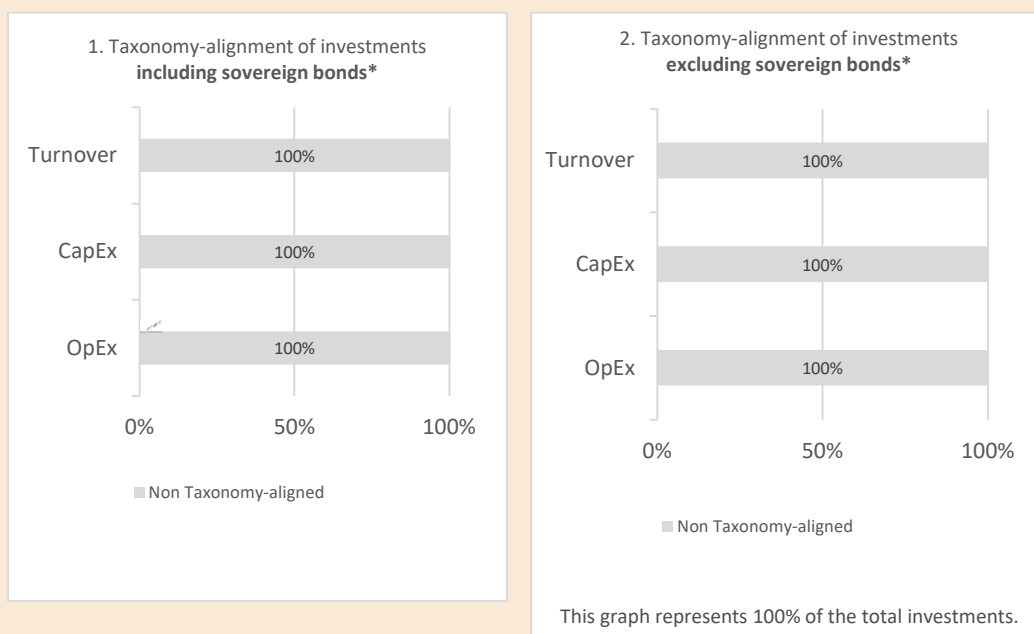 1. Taxonomy-alignment of investments
including sovereign bonds*
Turnover
100%
CapEx
100%
OpEx
100%
0%
50%
100%
Non Taxonomy-aligned
2. Taxonomy-alignment of investments
excluding sovereign bonds*
Turnover
100%
CapEx
100%
OpEx
100%
0%
50%
100%
Non Taxonomy-aligned
This graph represents 100% of the total investments.